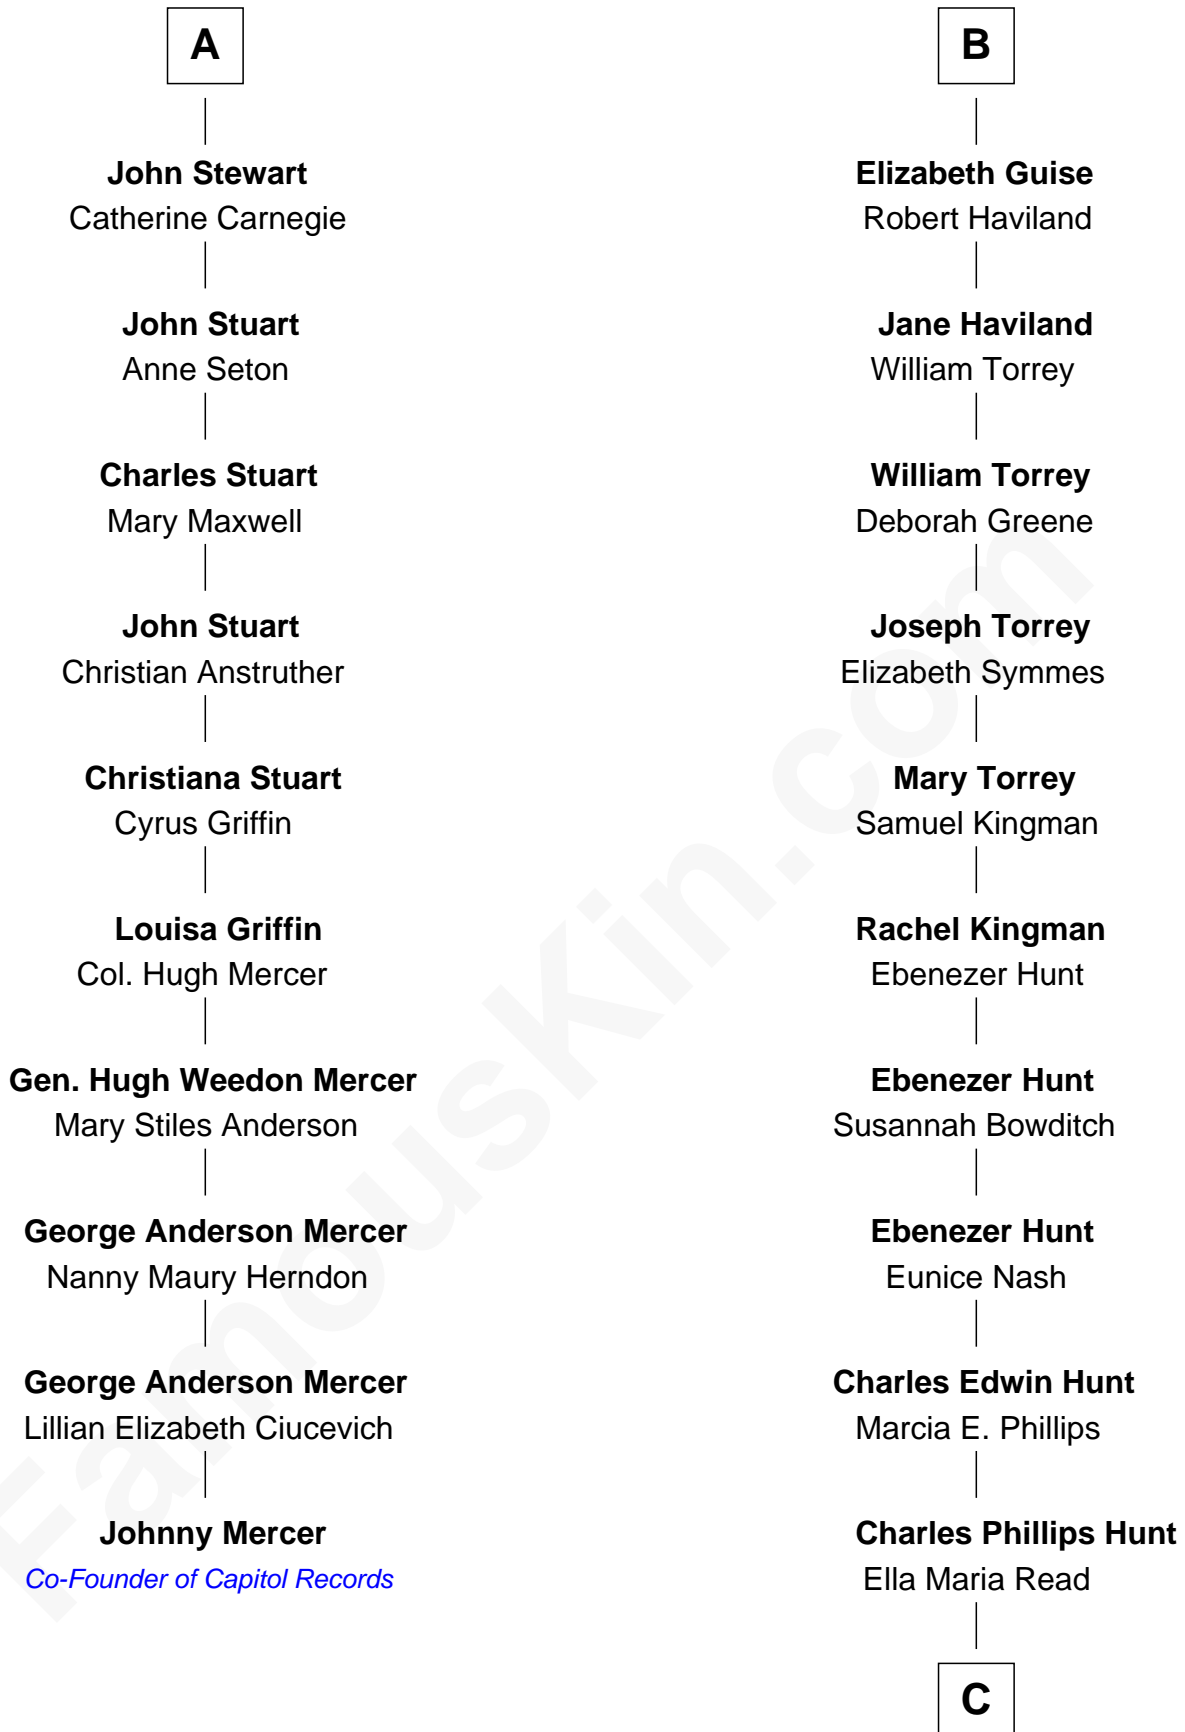 A
John Stewart
Catherine Carnegie
John Stuart
Anne Seton
Charles Stuart
Mary Maxwell
John Stuart
Christian Anstruther
Christiana Stuart
Cyrus Griffin
Louisa Griffin
Col. Hugh Mercer
Gen. Hugh Weedon Mercer
Mary Stiles Anderson
George Anderson Mercer
Nanny Maury Herndon
George Anderson Mercer
Lillian Elizabeth Ciucevich
Johnny Mercer
Co-Founder of Capitol Records
B
Elizabeth Guise
Robert Haviland
Jane Haviland
William Torrey
William Torrey
Deborah Greene
Joseph Torrey
Elizabeth Symmes
Mary Torrey
Samuel Kingman
Rachel Kingman
Ebenezer Hunt
Ebenezer Hunt
Susannah Bowditch
Ebenezer Hunt
Eunice Nash
Charles Edwin Hunt
Marcia E. Phillips
Charles Phillips Hunt
Ella Maria Read
C
FamousKin.com